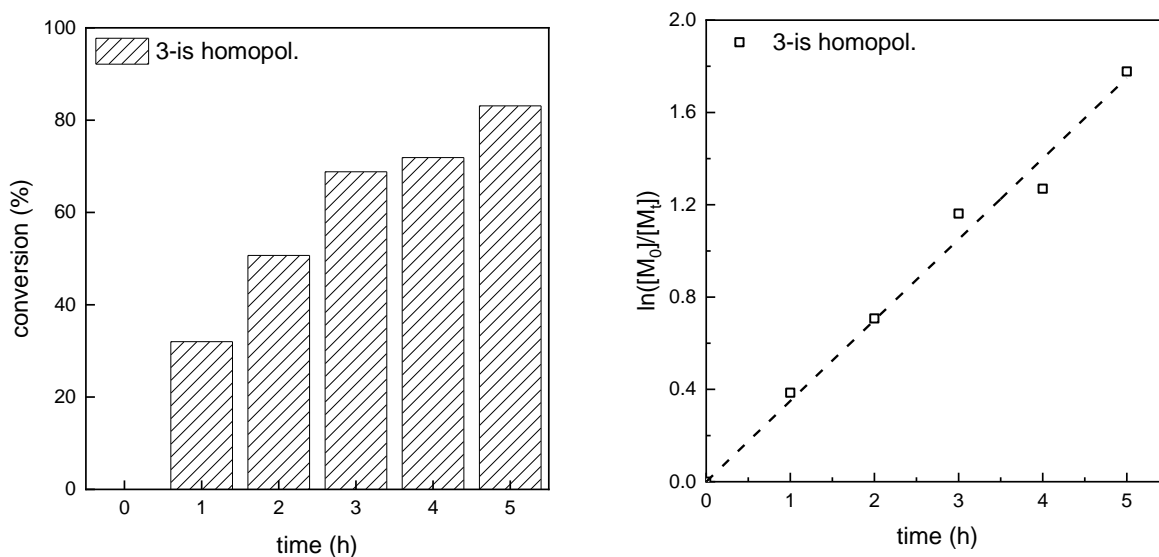 100
80
60
40
20
0
conversion (%)
3-is homopol.
0 1 2 3 4 5
time (h)
2.0
1.6
1.2
0.8
0.4
0.0
ln([M0]/[Mt])
3-is homopol.
0 1 2 3 4 5
time (h)